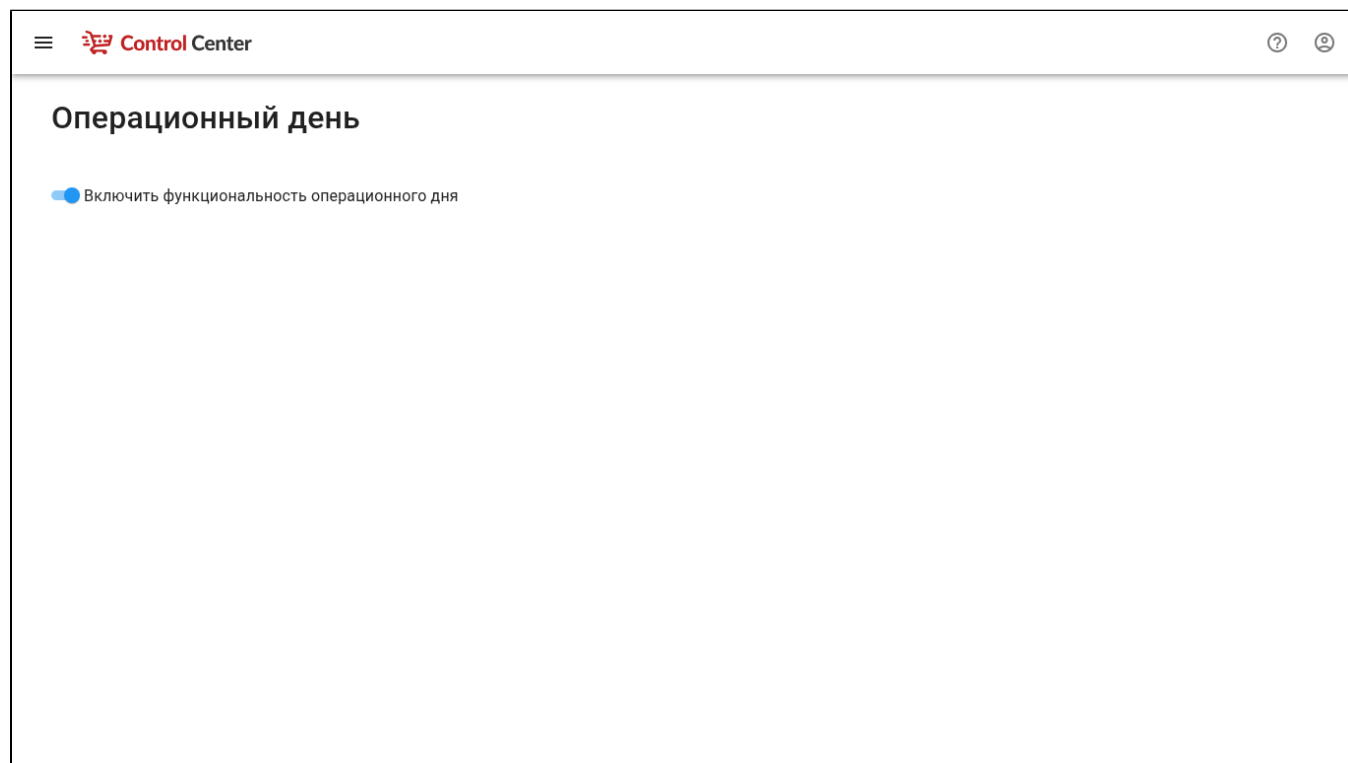 Control Center
Операционный день
Включить функциональность операционного дня